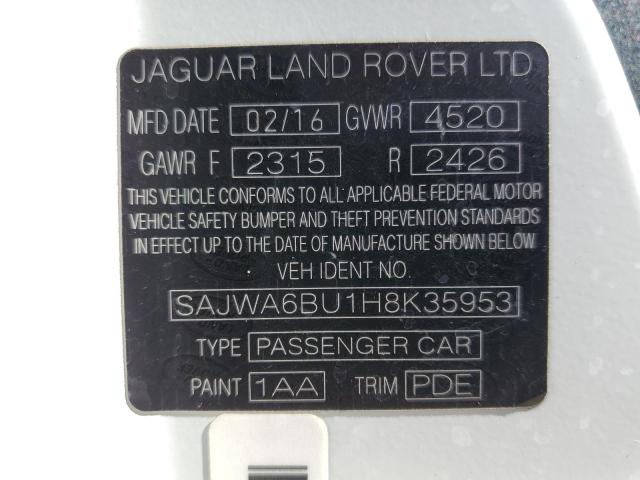 JAGUAR LAND ROVER LTD
MFD DATE 02/16 GVWR 4520
GAWR F 2315 R 2426
THIS VEHICLE CONFORMS TO ALL APPLICABLE FEDERAL MOTOR
VEHICLE SAFETY BUMPER AND THEFT PREVENTION STANDARDS
IN EFFECT UP TO THE DATE OF MANUFACTURE SHOWN BELOW
VEH IDENT NO.
SAJWA6BU1H8K35953
TYPE PASSENGER CAR
PAINT 1AA TRIM PDE